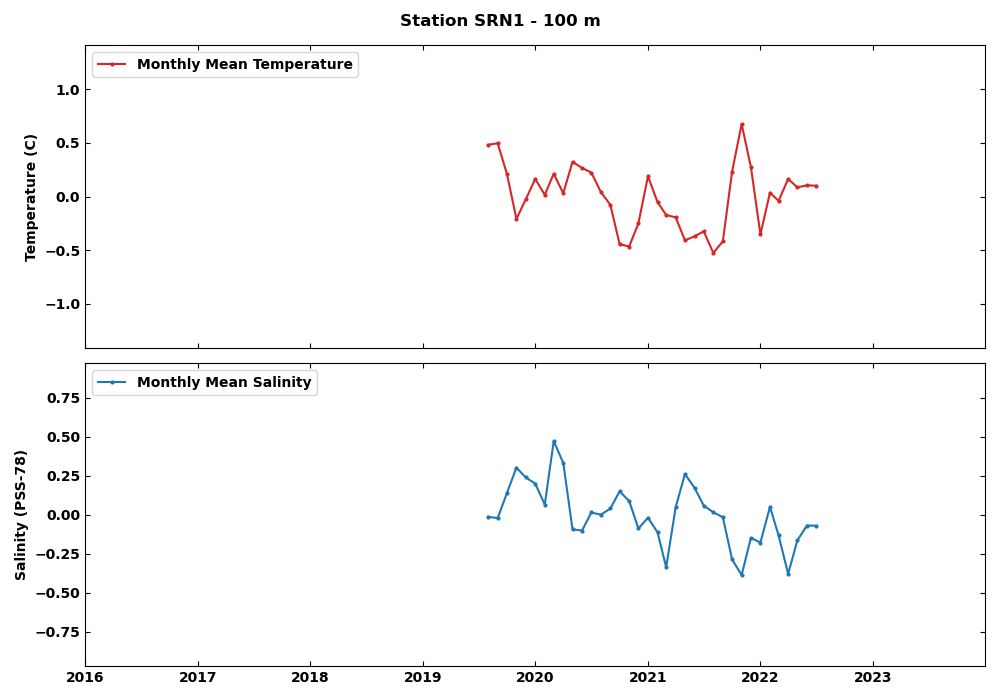 Station SRN1 - 100 m
Monthly Mean Temperature
Temperature (C)
1.0
0.5
0.0
−0.5
−1.0
Monthly Mean Salinity
Salinity (PSS-78)
0.75
0.50
0.25
0.00
−0.25
−0.50
−0.75
2016 2017 2018 2019 2020 2021 2022 2023